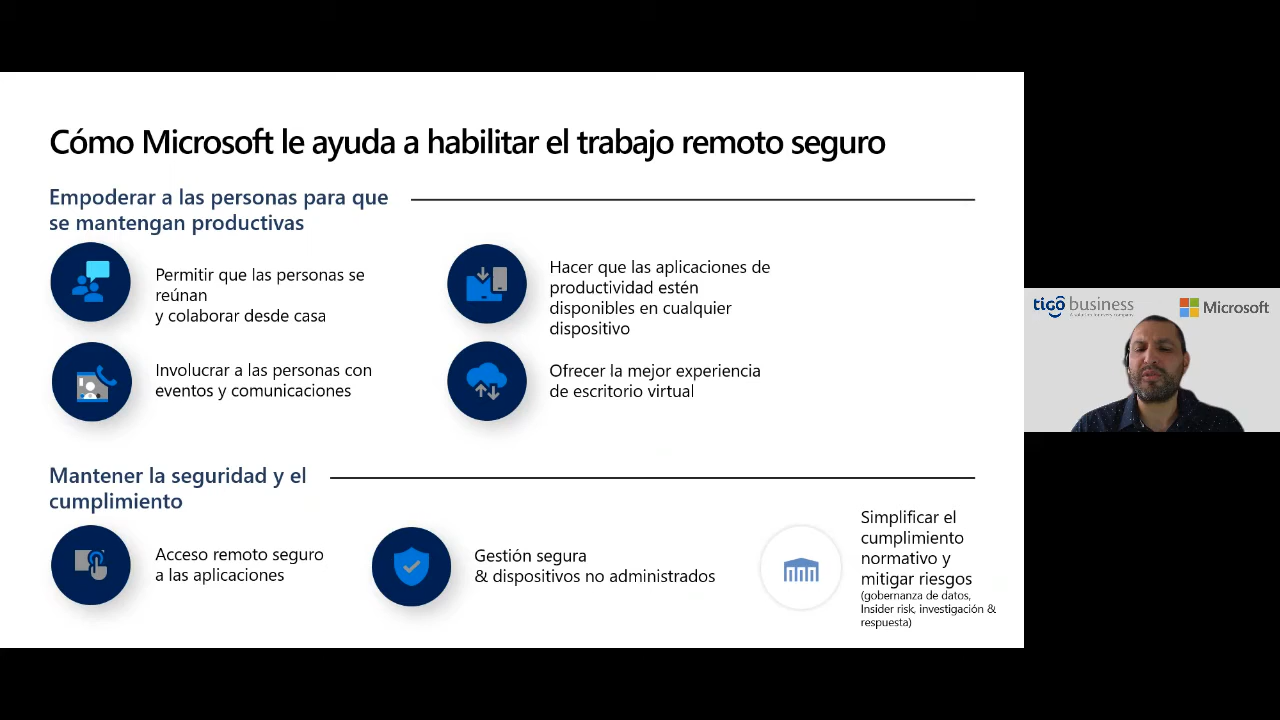 Cómo Microsoft le ayuda a habilitar el trabajo remoto seguro
Empoderar a las personas para que
se mantengan productivas
Permitir que las personas se
reúnan
y colaborar desde casa
Hacer que las aplicaciones de
productividad estén
disponibles en cualquier
dispositivo
Involucrar a las personas con
eventos y comunicaciones
Ofrecer la mejor experiencia
de escritorio virtual
Mantener la seguridad y el
cumplimiento
Acceso remoto seguro
a las aplicaciones
Gestión segura
& dispositivos no administrados
Simplificar el
cumplimiento
normativo y
mitigar riesgos
(gobernanza de datos,
Insider risk, investigación &
respuesta)
tigo business
Microsoft